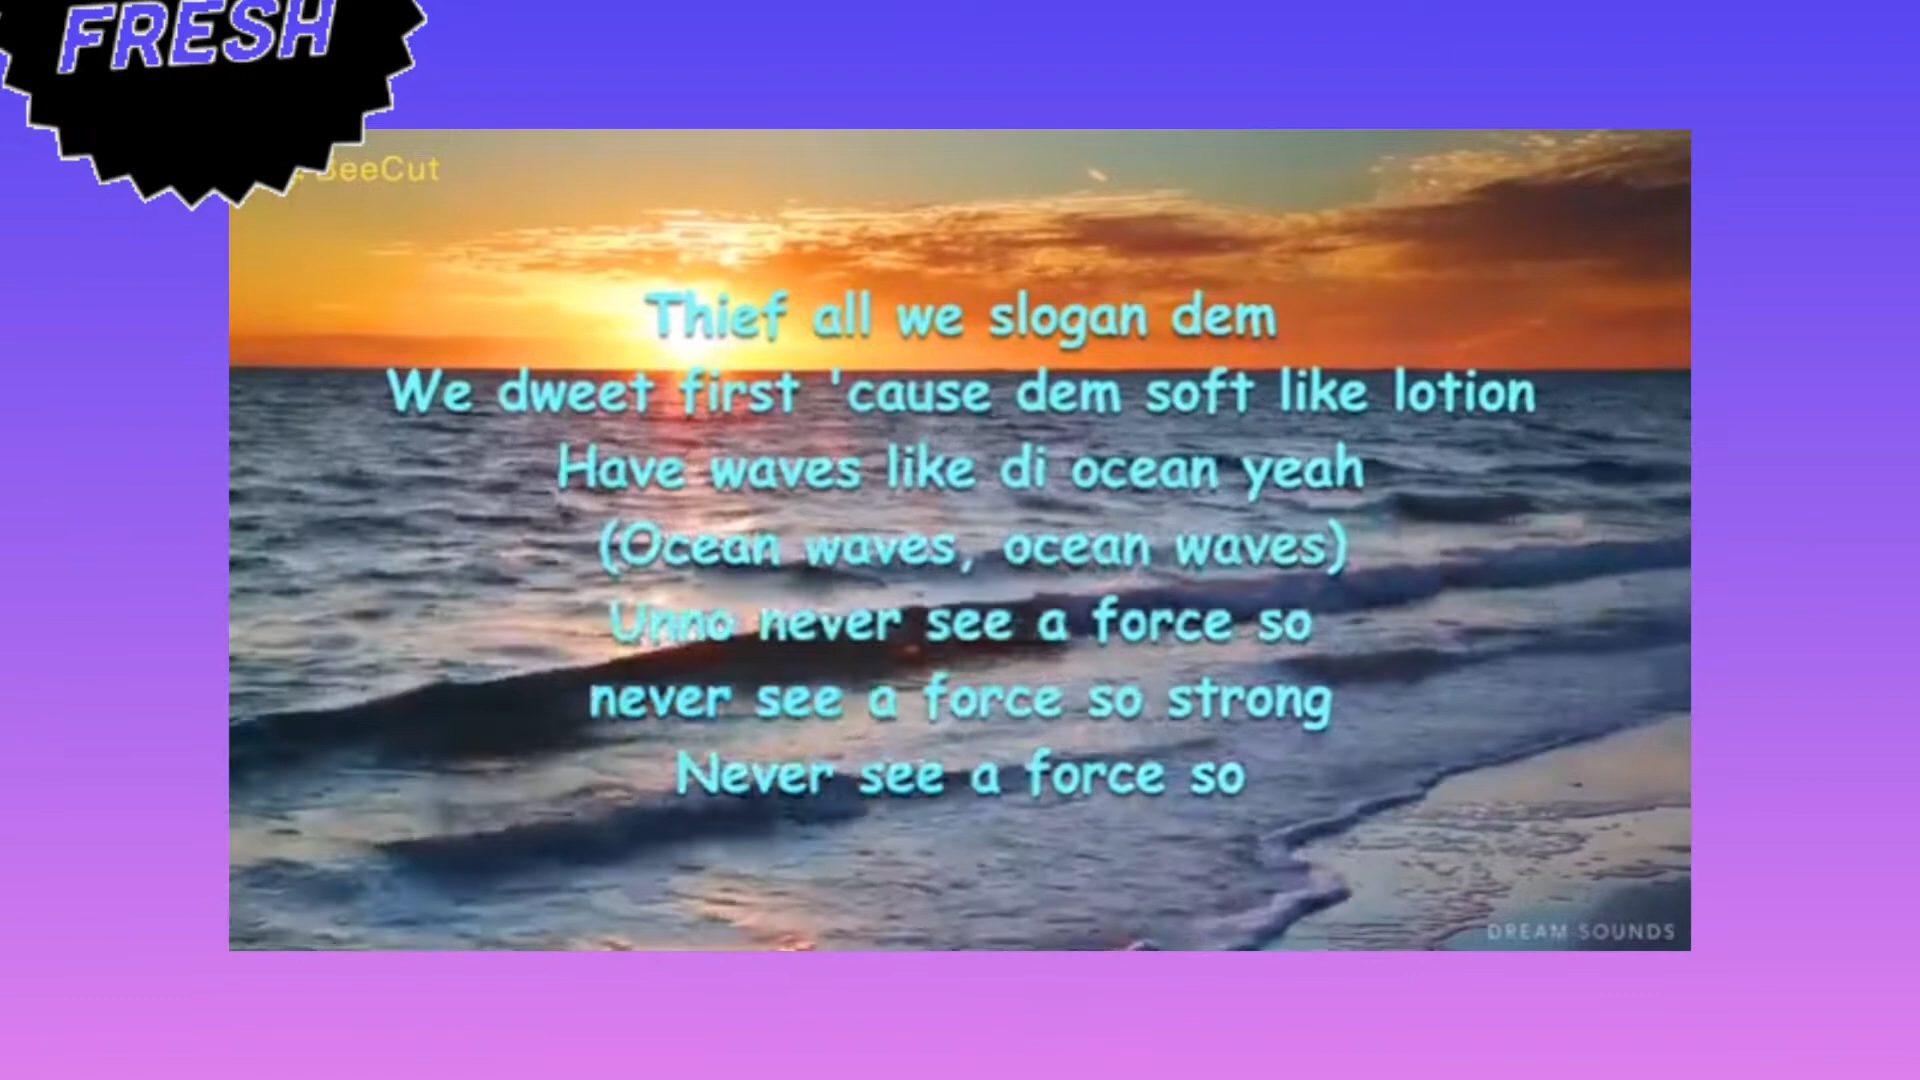 FRESH
BeeCut
Thief all we slogan dem
We dweet first 'cause dem soft like lotion
Have waves like di ocean yeah
(Ocean waves, ocean waves)
Unno never see a force so
never see a force so strong
Never see a force so
DREAM SOUNDS